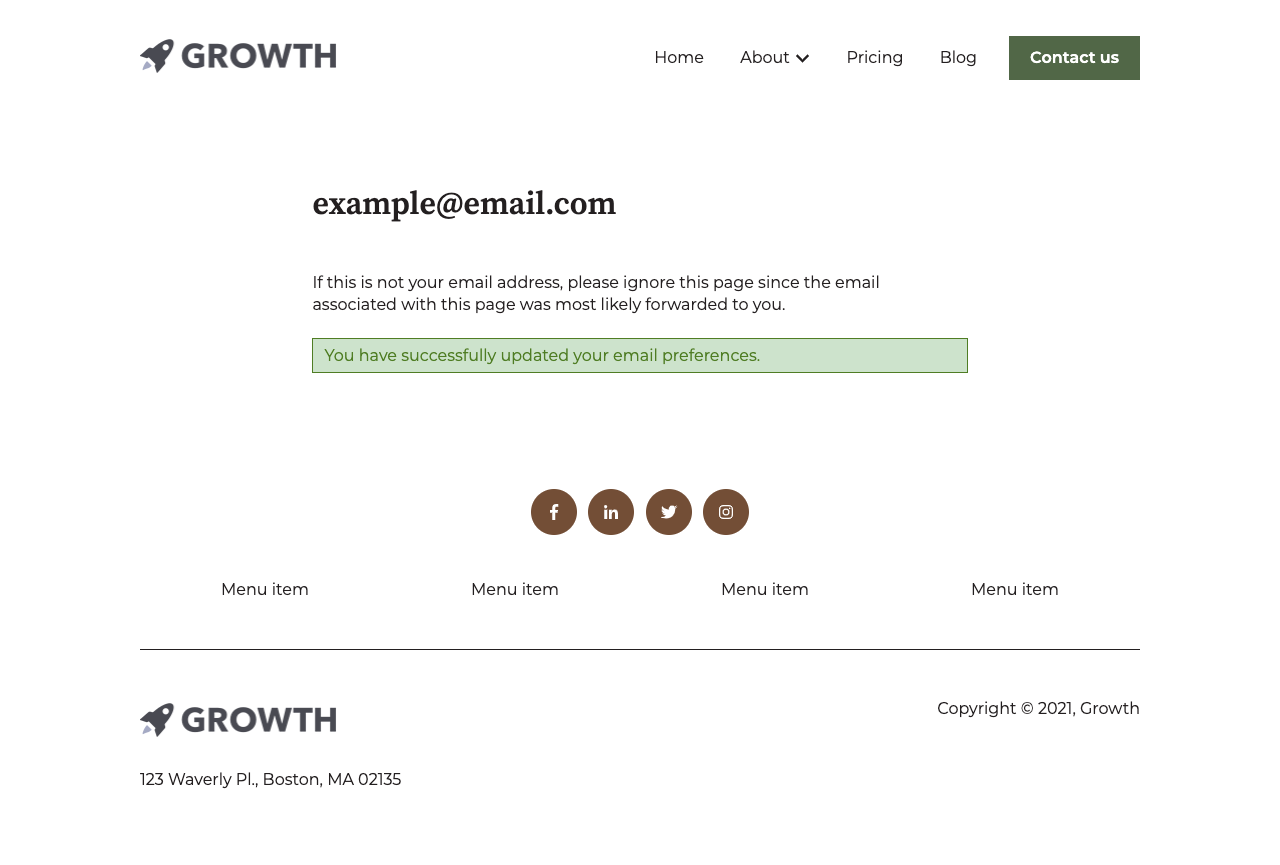 GROWTH
Home About Pricing Blog Contact us
example@email.com
If this is not your email address, please ignore this page since the email
associated with this page was most likely forwarded to you.
You have successfully updated your email preferences.
Menu item Menu item Menu item Menu item
GROWTH
Copyright © 2021, Growth
123 Waverly Pl., Boston, MA 02135